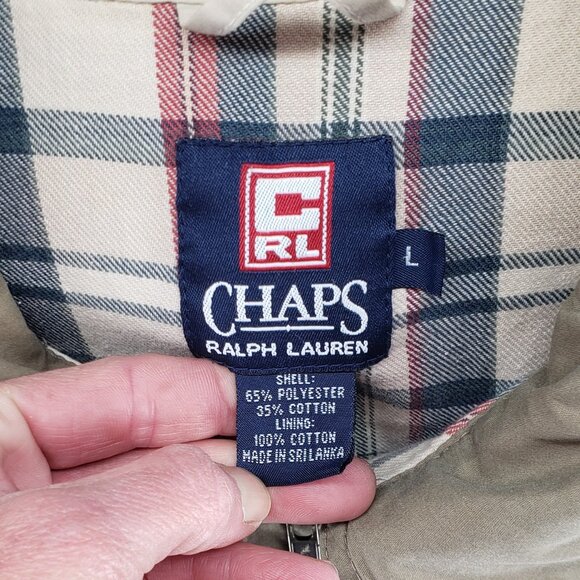 C
RL
L
CHAPS
RALPH LAUREN
SHELL:
65% POLYESTER
35% COTTON
LINING:
100% COTTON
MADE IN SRI LANKA